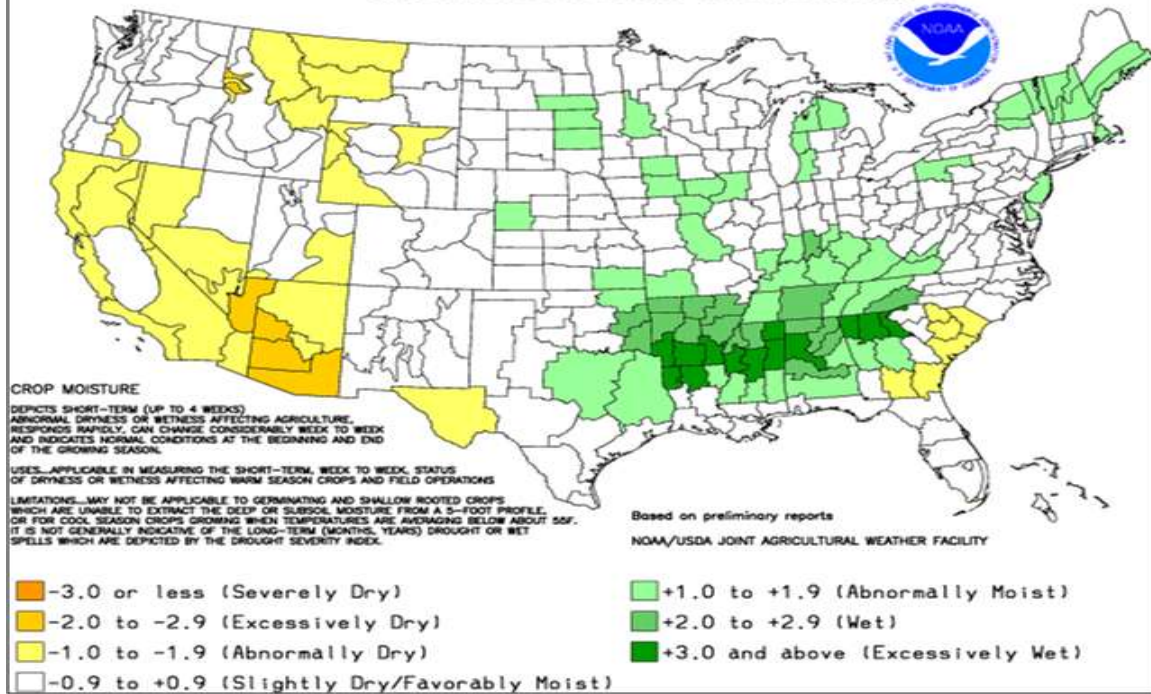 NOAA
CROP MOISTURE
DEPICTS SHORT-TERM (UP TO 4 WEEKS)
ABNORMAL DRYNESS OR WETNESS AFFECTING AGRICULTURE,
RESPONDS RAPIDLY, CAN CHANGE CONSIDERABLY WEEK TO WEEK
AND INDICATES NORMAL CONDITIONS AT THE BEGINNING AND END
OF THE GROWING SEASON.
USES...APPLICABLE IN MEASURING THE SHORT-TERM, WEEK TO WEEK, STATUS
OF DRYNESS OR WETNESS AFFECTING WARM SEASON CROPS AND FIELD OPERATIONS
LIMITATIONS...MAY NOT BE APPLICABLE TO GERMINATING AND SHALLOW ROOTED CROPS
WHICH ARE UNABLE TO EXTRACT THE DEEP OR SUBSOIL MOISTURE FROM A 5-FOOT PROFILE,
OR FOR COOL SEASON CROPS GROWING WHEN TEMPERATURES ARE AVERAGING BELOW ABOUT 55F.
IT IS NOT GENERALLY INDICATIVE OF THE LONG-TERM (MONTHS, YEARS) DROUGHT OR WET
SPELLS WHICH ARE DEPICTED BY THE DROUGHT SEVERITY INDEX.
Based on preliminary reports
NOAA/USDA JOINT AGRICULTURAL WEATHER FACILITY
-3.0 or less (Severely Dry)
-2.0 to -2.9 (Excessively Dry)
-1.0 to -1.9 (Abnormally Dry)
-0.9 to +0.9 (Slightly Dry/Favorably Moist)
+1.0 to +1.9 (Abnormally Moist)
+2.0 to +2.9 (Wet)
+3.0 and above (Excessively Wet)